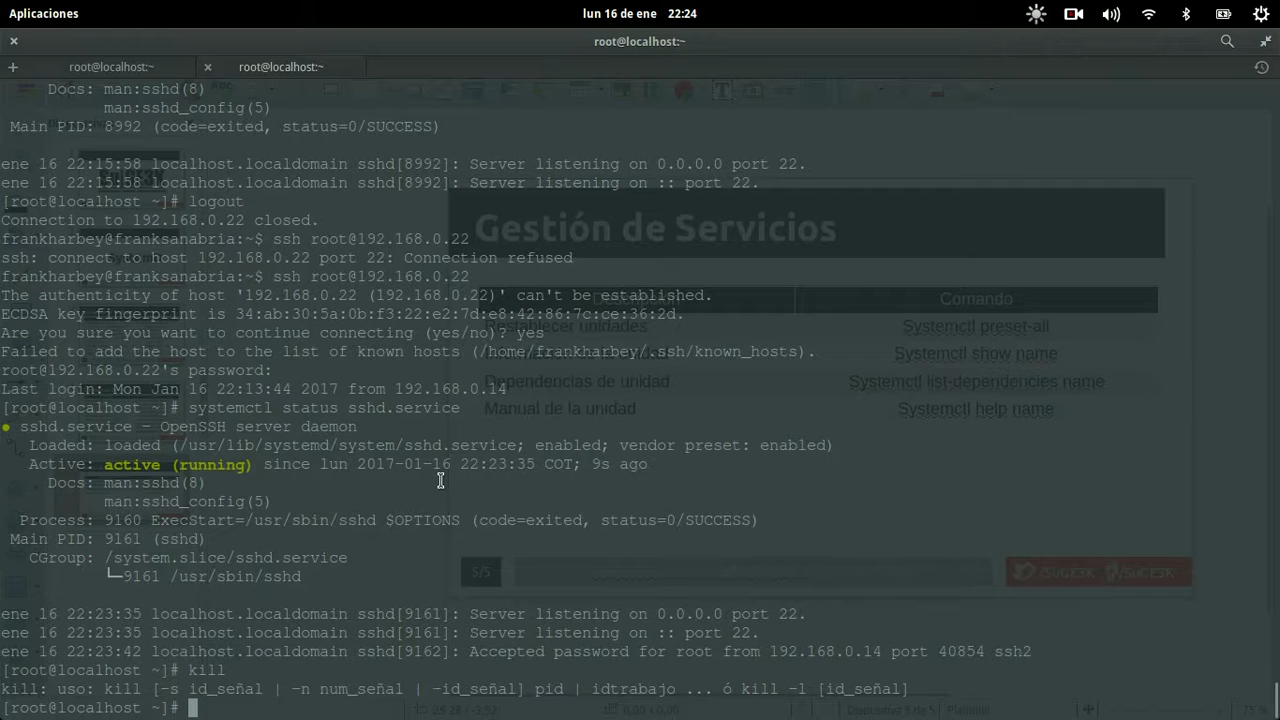 Aplicaciones
lun 16 de ene 22:24
root@localhost:~
root@localhost:~
root@localhost:~
Docs: man:sshd(8)
man:sshd_config(5)
Main PID: 8992 (code=exited, status=0/SUCCESS)
ene 16 22:15:58 localhost.localdomain sshd[8992]: Server listening on 0.0.0.0 port 22.
ene 16 22:15:58 localhost.localdomain sshd[8992]: Server listening on :: port 22.
[root@localhost ~]# logout
Connection to 192.168.0.22 closed.
frankharbey@franksanabria:~$ ssh root@192.168.0.22
ssh: connect to host 192.168.0.22 port 22: Connection refused
frankharbey@franksanabria:~$ ssh root@192.168.0.22
The authenticity of host '192.168.0.22 (192.168.0.22)' can't be established.
ECDSA key fingerprint is 34:ab:30:5a:0b:f3:22:e2:7d:e8:42:86:7c:ce:36:2d.
Are you sure you want to continue connecting (yes/no)? yes
Failed to add the host to the list of known hosts (/home/frankharbey/.ssh/known_hosts).
root@192.168.0.22's password:
Last login: Mon Jan 16 22:13:44 2017 from 192.168.0.14
[root@localhost ~]# systemctl status sshd.service
● sshd.service - OpenSSH server daemon
Loaded: loaded (/usr/lib/systemd/system/sshd.service; enabled; vendor preset: enabled)
Active: active (running) since lun 2017-01-16 22:23:35 COT; 9s ago
Docs: man:sshd(8)
man:sshd_config(5)
Process: 9160 ExecStart=/usr/sbin/sshd $OPTIONS (code=exited, status=0/SUCCESS)
Main PID: 9161 (sshd)
CGroup: /system.slice/sshd.service
└─9161 /usr/sbin/sshd
ene 16 22:23:35 localhost.localdomain sshd[9161]: Server listening on 0.0.0.0 port 22.
ene 16 22:23:35 localhost.localdomain sshd[9161]: Server listening on :: port 22.
ene 16 22:23:42 localhost.localdomain sshd[9162]: Accepted password for root from 192.168.0.14 port 40854 ssh2
[root@localhost ~]# kill
kill: uso: kill [-s id_señal | -n num_señal | -id_señal] pid | idtrabajo ... ó kill -l [id_señal]
[root@localhost ~]#
Gestión de Servicios
Comando
Restablecer unidades
Systemctl preset-all
Systemctl show name
Dependencias de unidad
Systemctl list-dependencies name
Manual de la unidad
Systemctl help name
5/5
/SUGE3K
/SUGE3K